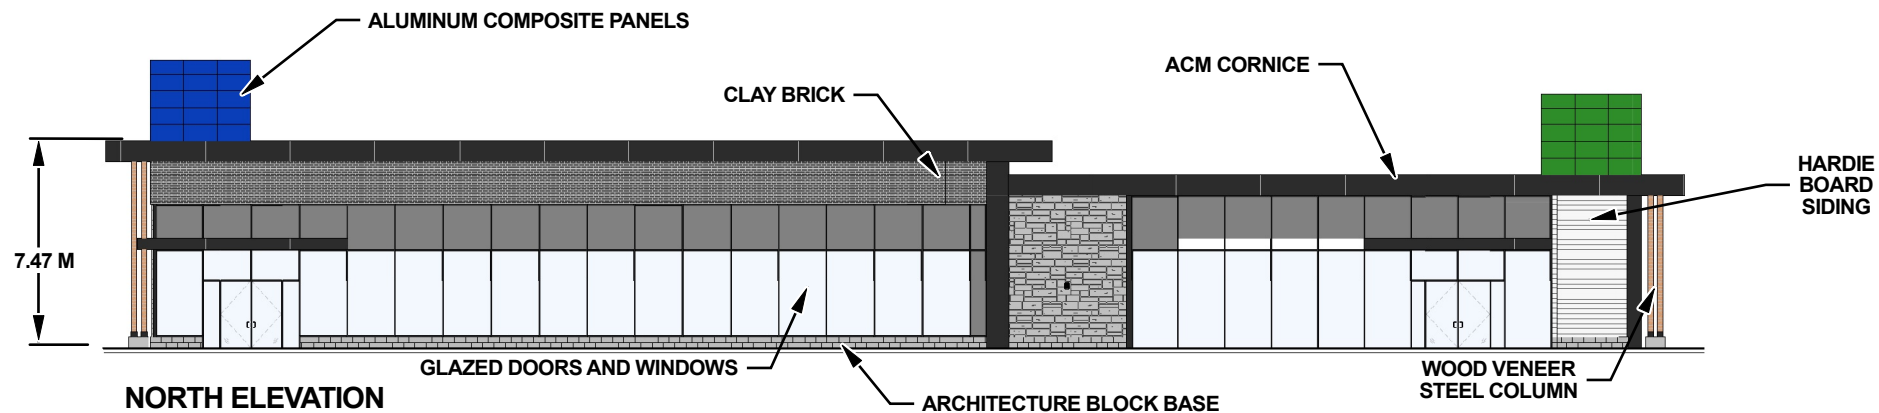 ALUMINUM COMPOSITE PANELS
ACM CORNICE
CLAY BRICK
HARDIE
BOARD
SIDING
7.47 M
GLAZED DOORS AND WINDOWS
WOOD VENEER
STEEL COLUMN
NORTH ELEVATION
ARCHITECTURE BLOCK BASE